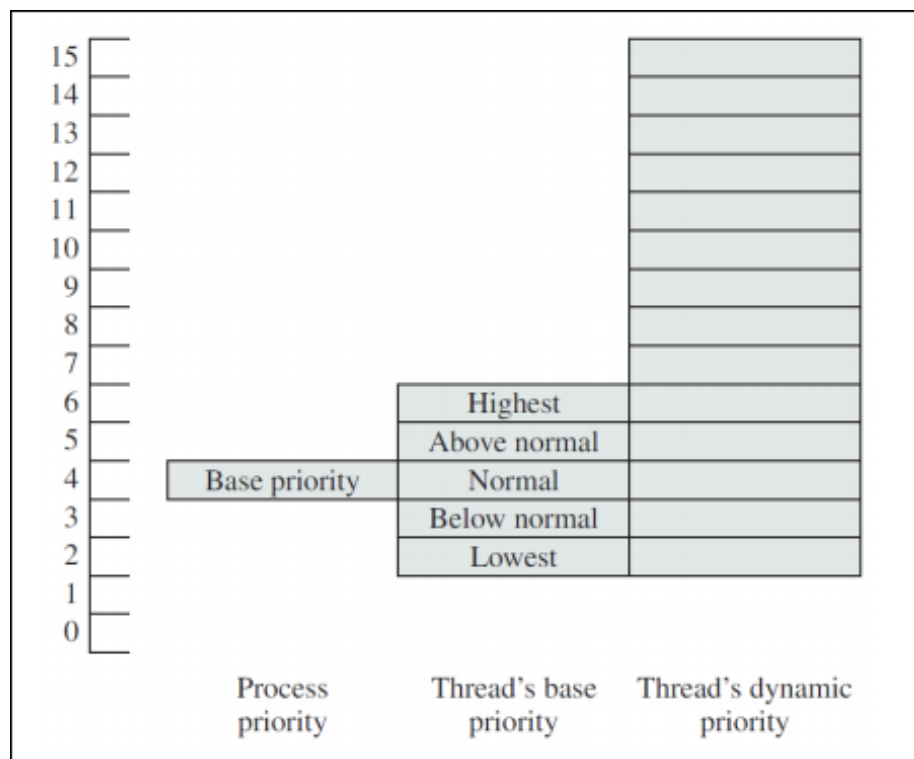 15
14
13
12
11
10
9
8
7
6 Highest
5 Above normal
4 Base priority Normal
3 Below normal
2 Lowest
1
0
Process Thread's base Thread's dynamic
priority priority priority